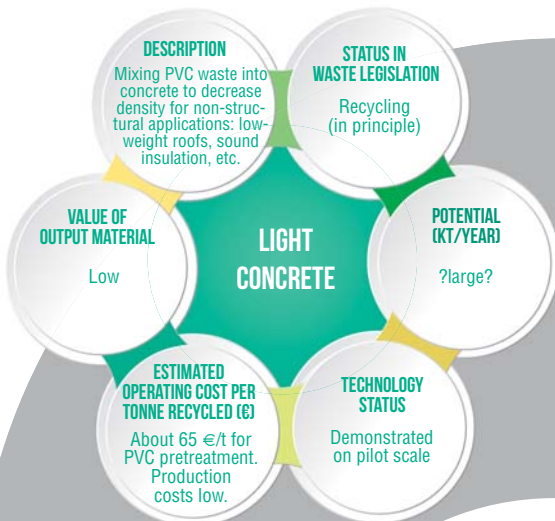 DESCRIPTION
Mixing PVC waste into
concrete to decrease
density for non-struc-
tural applications: low-
weight roofs, sound
insulation, etc.
STATUS IN
WASTE LEGISLATION
Recycling
(in principle)
VALUE OF
OUTPUT MATERIAL
Low
LIGHT
CONCRETE
POTENTIAL
(KT/YEAR)
?large?
ESTIMATED
OPERATING COST PER
TONNE RECYCLED (€)
About 65 €/t for
PVC pretreatment.
Production
costs low.
TECHNOLOGY
STATUS
Demonstrated
on pilot scale